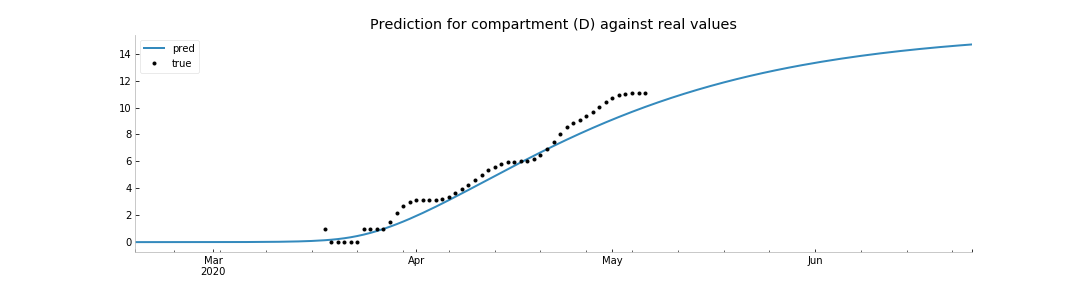 Prediction for compartment (D) against real values
pred
true
14
12
10
8
6
4
2
0
Mar
2020
Apr
May
Jun